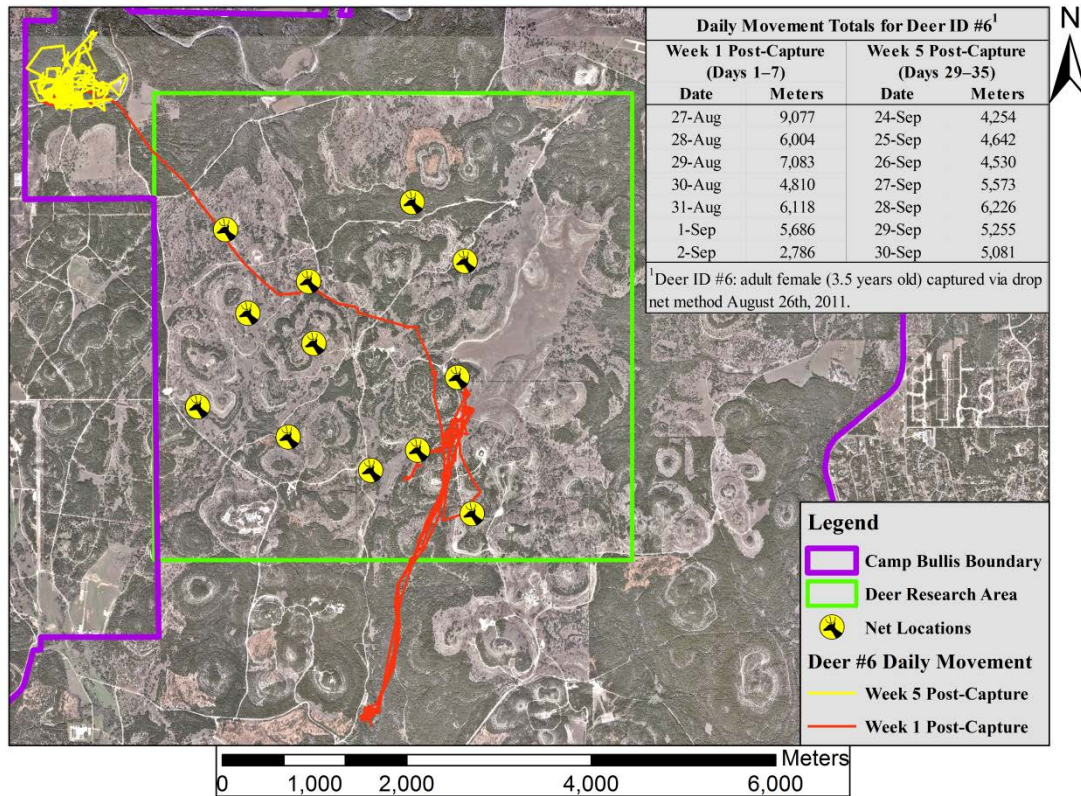 N
Daily Movement Totals for Deer ID #6¹
Week 1 Post-Capture Week 5 Post-Capture
(Days 1–7) (Days 29–35)
Date Meters Date Meters
27-Aug 9,077 24-Sep 4,254
28-Aug 6,004 25-Sep 4,642
29-Aug 7,083 26-Sep 4,530
30-Aug 4,810 27-Sep 5,573
31-Aug 6,118 28-Sep 6,226
1-Sep 5,686 29-Sep 5,255
2-Sep 2,786 30-Sep 5,081
¹Deer ID #6: adult female (3.5 years old) captured via drop
net method August 26th, 2011.
Legend
Camp Bullis Boundary
Deer Research Area
Net Locations
Deer #6 Daily Movement
Week 5 Post-Capture
Week 1 Post-Capture
Meters
0 1,000 2,000 4,000 6,000